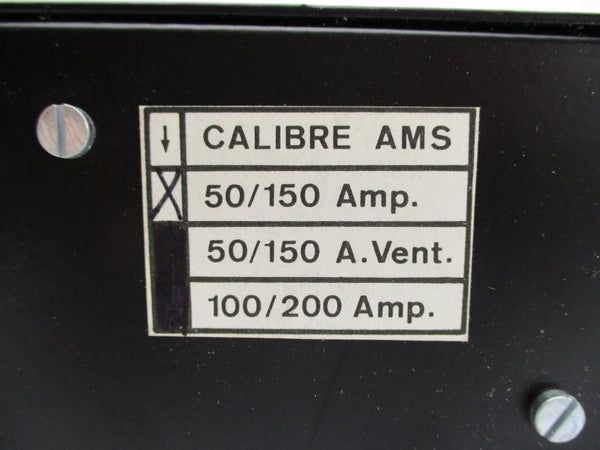 ↓ CALIBRE AMS
X 50/150 Amp.
50/150 A.Vent.
100/200 Amp.